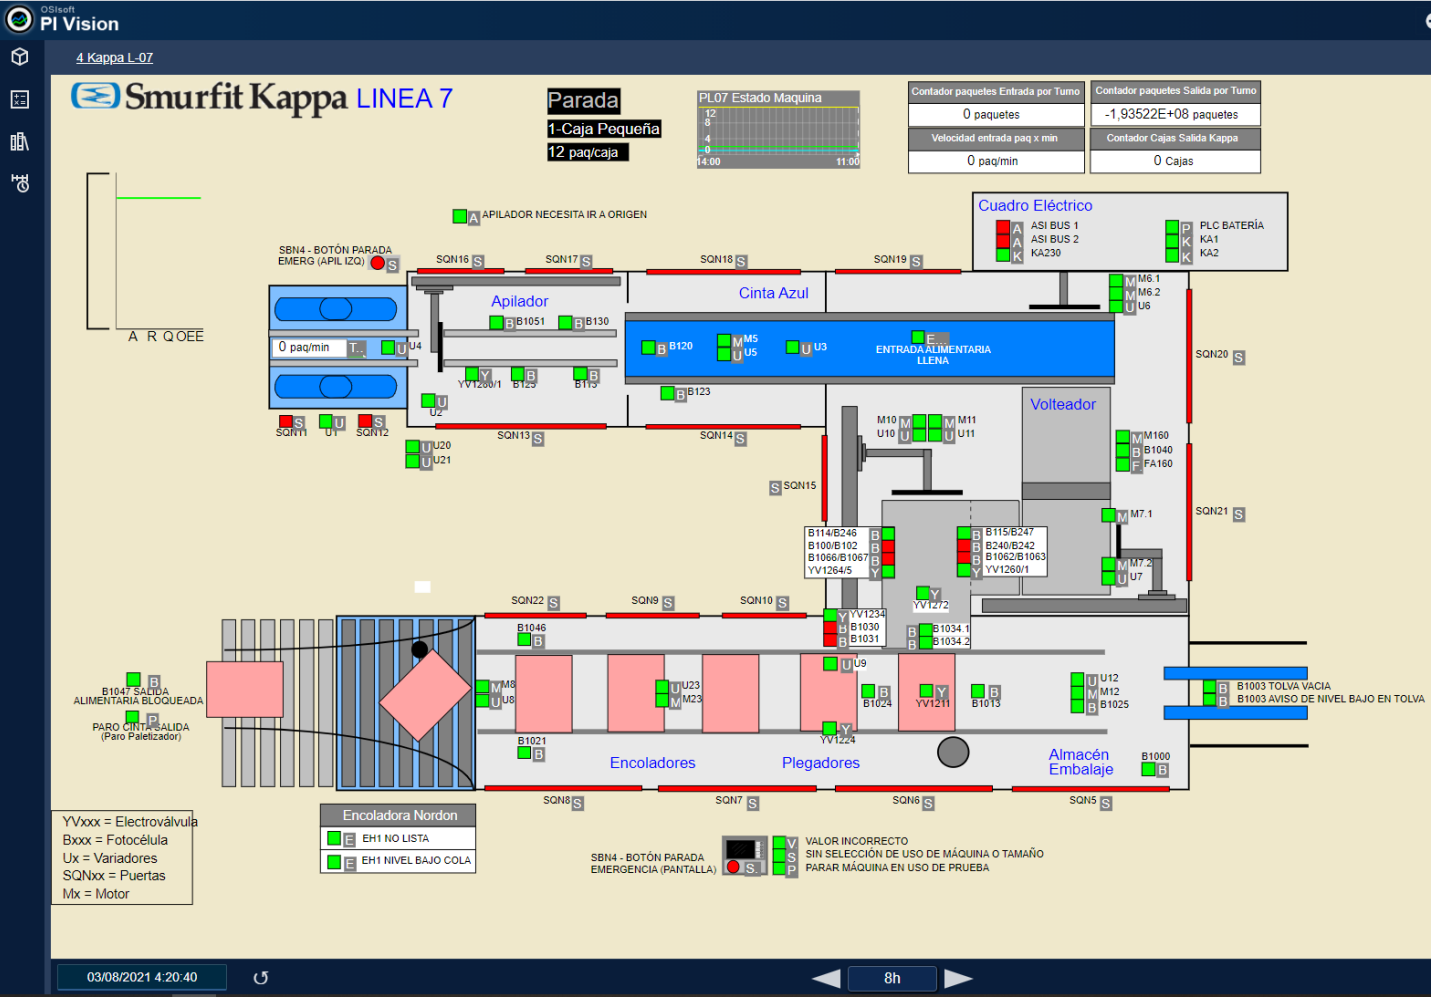 OSIsoft
PI Vision
4 Kappa L-07
Smurfit Kappa LINEA 7
Parada
1-Caja Pequeña
12 paq/caja
PL07 Estado Maquina
12
8
4
0
14:00 11:00
Contador paquetes Entrada por Turno
0 paquetes
Contador paquetes Salida por Turno
-1,93522E+08 paquetes
Velocidad entrada paq x min
0 paq/min
Contador Cajas Salida Kappa
0 Cajas
A R Q OEE
A APILADOR NECESITA IR A ORIGEN
Cuadro Eléctrico
A ASI BUS 1
A ASI BUS 2
K KA230
P PLC BATERÍA
K KA1
K KA2
SBN4 - BOTÓN PARADA
EMERG (APIL IZQ) S
SQN16 S
SQN17 S
SQN18 S
SQN19 S
Apilador
Cinta Azul
M M6.1
M M6.2
U U6
B B1051
B B130
0 paq/min T..
U U4
B B120
M M5
U U5
U U3
E...
ENTRADA ALIMENTARIA
LLENA
SQN20 S
Y YV1280/1
B B125
B B113
U U2
B B123
Volteador
S SQN11
U U1
S SQN12
SQN13 S
SQN14 S
M10 M
U10 U
M M11
U U11
M M160
B B1040
F FA160
U U20
U U21
S SQN15
M M7.1
SQN21 S
B114/B246 B
B100/B102 B
B1066/B1067 B
YV1264/5 Y
B B115/B247
B B240/B242
B B1062/B1063
Y YV1260/1
M M7.2
U U7
Y
YV1272
SQN22 S
SQN9 S
SQN10 S
Y YV1234
B B1030
B B1031
B B1034.1
B B1034.2
B1046
B
U U9
M M8
U U8
U U23
M M23
B
B1024
Y
YV1211
B
B1013
U U12
M M12
B B1025
B B1003 TOLVA VACIA
B B1003 AVISO DE NIVEL BAJO EN TOLVA
B
B1047 SALIDA
ALIMENTARIA BLOQUEADA
P
PARO CINTA SALIDA
(Paro Paletizador)
Y
YV1224
B1021
B
Encoladores
Plegadores
Almacén
Embalaje
B1000
B
SQN8 S
SQN7 S
SQN6 S
SQN5 S
YVxxx = Electroválvula
Bxxx = Fotocélula
Ux = Variadores
SQNxx = Puertas
Mx = Motor
Encoladora Nordon
E EH1 NO LISTA
E EH1 NIVEL BAJO COLA
SBN4 - BOTÓN PARADA
EMERGENCIA (PANTALLA)
S.
V VALOR INCORRECTO
S SIN SELECCIÓN DE USO DE MÁQUINA O TAMAÑO
P PARAR MÁQUINA EN USO DE PRUEBA
03/08/2021 4:20:40
8h